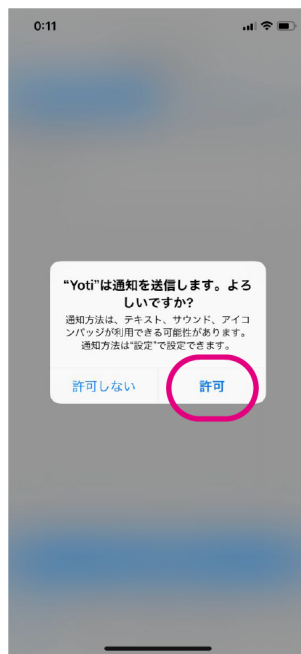 0:11
“Yoti”は通知を送信します。よろ
しいですか?
通知方法は、テキスト、サウンド、アイコ
ンバッジが利用できる可能性があります。
通知方法は“設定”で設定できます。
許可しない
許可